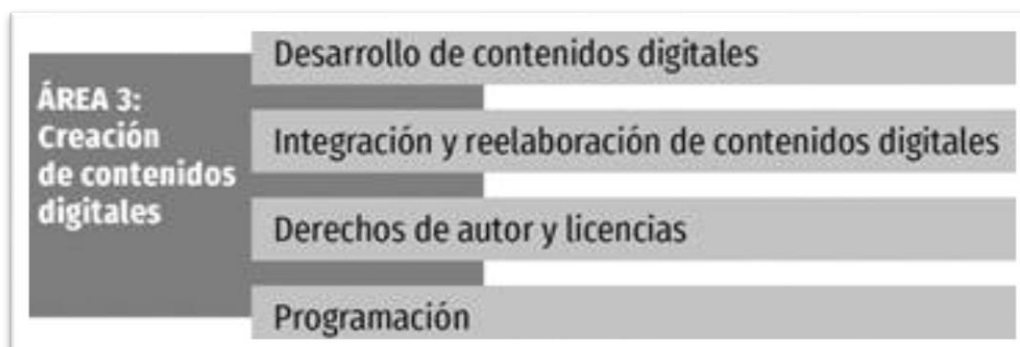 ÁREA 3:
Creación
de contenidos
digitales
Desarrollo de contenidos digitales
Integración y reelaboración de contenidos digitales
Derechos de autor y licencias
Programación